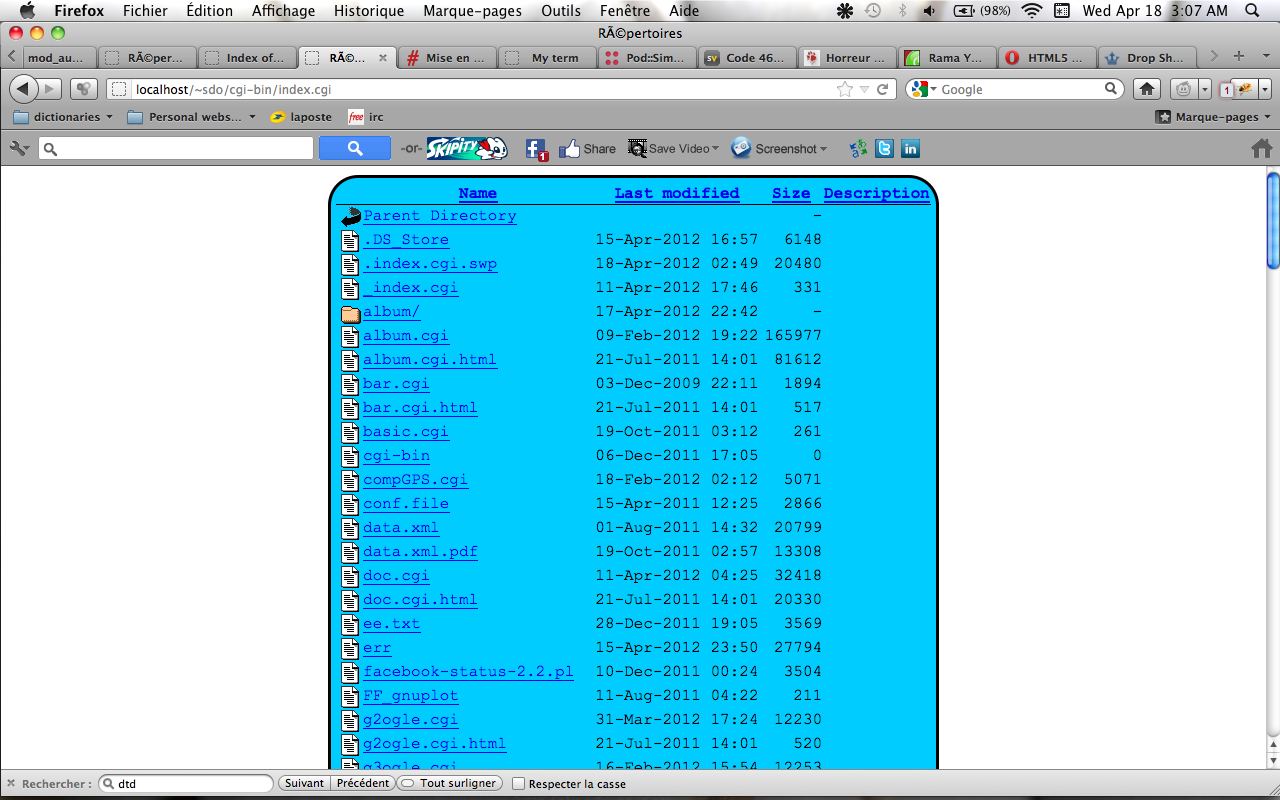 Firefox Fichier Édition Affichage Historique Marque-pages Outils Fenêtre Aide (98%) Wed Apr 18 3:07 AM
RÃ©pertoires
mod_au... RÃ©per... Index of... RÃ©... Mise en ... My term Pod::Sim... Code 46... Horreur ... Rama Y... HTML5 ... Drop Sh...
localhost/~sdo/cgi-bin/index.cgi Google 1
dictionaries Personal webs... laposte free irc Marque-pages
-or- SKIPITY 1 Share Save Video Screenshot
Name Last modified Size Description
Parent Directory -
.DS_Store 15-Apr-2012 16:57 6148
.index.cgi.swp 18-Apr-2012 02:49 20480
_index.cgi 11-Apr-2012 17:46 331
album/ 17-Apr-2012 22:42 -
album.cgi 09-Feb-2012 19:22 165977
album.cgi.html 21-Jul-2011 14:01 81612
bar.cgi 03-Dec-2009 22:11 1894
bar.cgi.html 21-Jul-2011 14:01 517
basic.cgi 19-Oct-2011 03:12 261
cgi-bin 06-Dec-2011 17:05 0
compGPS.cgi 18-Feb-2012 02:12 5071
conf.file 15-Apr-2011 12:25 2866
data.xml 01-Aug-2011 14:32 20799
data.xml.pdf 19-Oct-2011 02:57 13308
doc.cgi 11-Apr-2012 04:25 32418
doc.cgi.html 21-Jul-2011 14:01 20330
ee.txt 28-Dec-2011 19:05 3569
err 15-Apr-2012 23:50 27794
facebook-status-2.2.pl 10-Dec-2011 00:24 3504
FF_gnuplot 11-Aug-2011 04:22 211
g2ogle.cgi 31-Mar-2012 17:24 12230
g2ogle.cgi.html 21-Jul-2011 14:01 520
g3ogle.cgi 16-Feb-2012 15:54 12253
Rechercher : dtd Suivant Précédent Tout surligner Respecter la casse